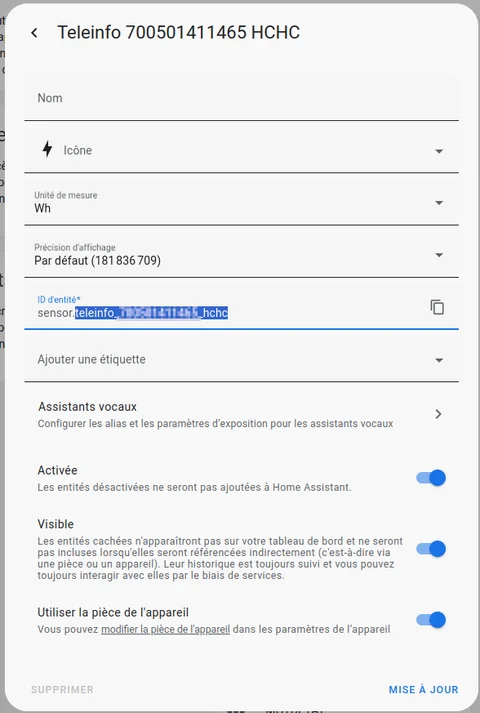 Teleinfo 700501411465 HCHC
Nom
Icône
Unité de mesure
Wh
Précision d'affichage
Par défaut (181 836 709)
ID d'entité*
sensor.teleinfo_ _hchc
Ajouter une étiquette
Assistants vocaux
Configurer les alias et les paramètres d'exposition pour les assistants vocaux
Activée
Les entités désactivées ne seront pas ajoutées à Home Assistant.
Visible
Les entités cachées n'apparaîtront pas sur votre tableau de bord et ne seront
pas incluses lorsqu'elles seront référencées indirectement (c'est-à-dire via
une pièce ou un appareil). Leur historique est toujours suivi et vous pouvez
toujours interagir avec elles par le biais de services.
Utiliser la pièce de l'appareil
Vous pouvez modifier la pièce de l'appareil dans les paramètres de l'appareil
SUPPRIMER
MISE À JOUR